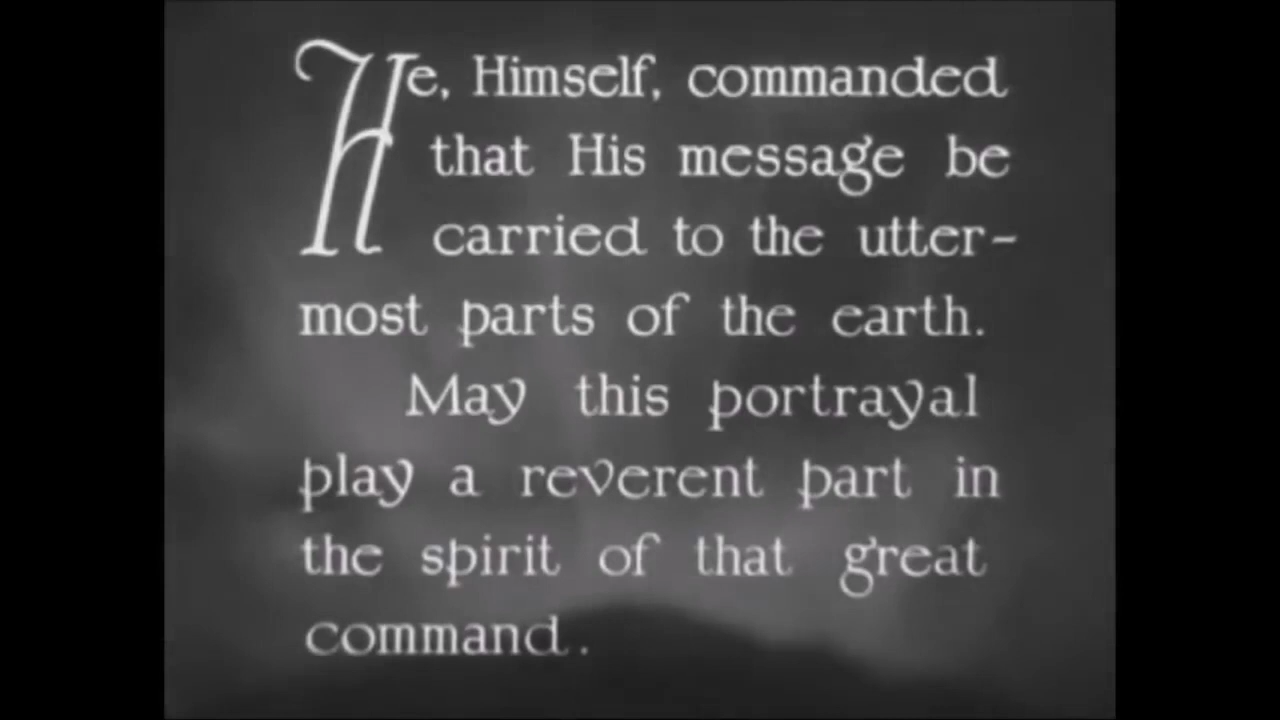 He, Himself, commanded
that His message be
carried to the utter-
most parts of the earth.
May this portrayal
play a reverent part in
the spirit of that great
command.